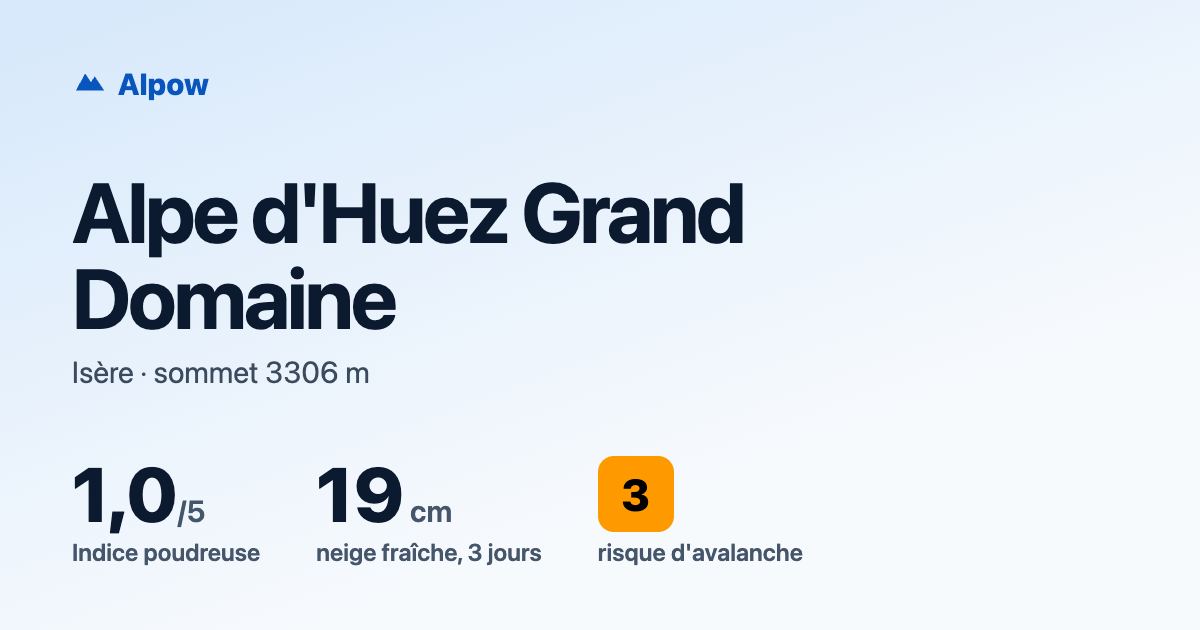 Alpow
Alpe d'Huez Grand
Domaine
Isère · sommet 3306 m
1,0/5
Indice poudreuse
19 cm
neige fraîche, 3 jours
3
risque d'avalanche